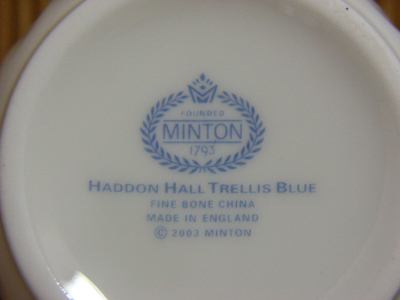 FOUNDED
MINTON
1793
HADDON HALL TRELLIS BLUE
FINE BONE CHINA
MADE IN ENGLAND
© 2003 MINTON